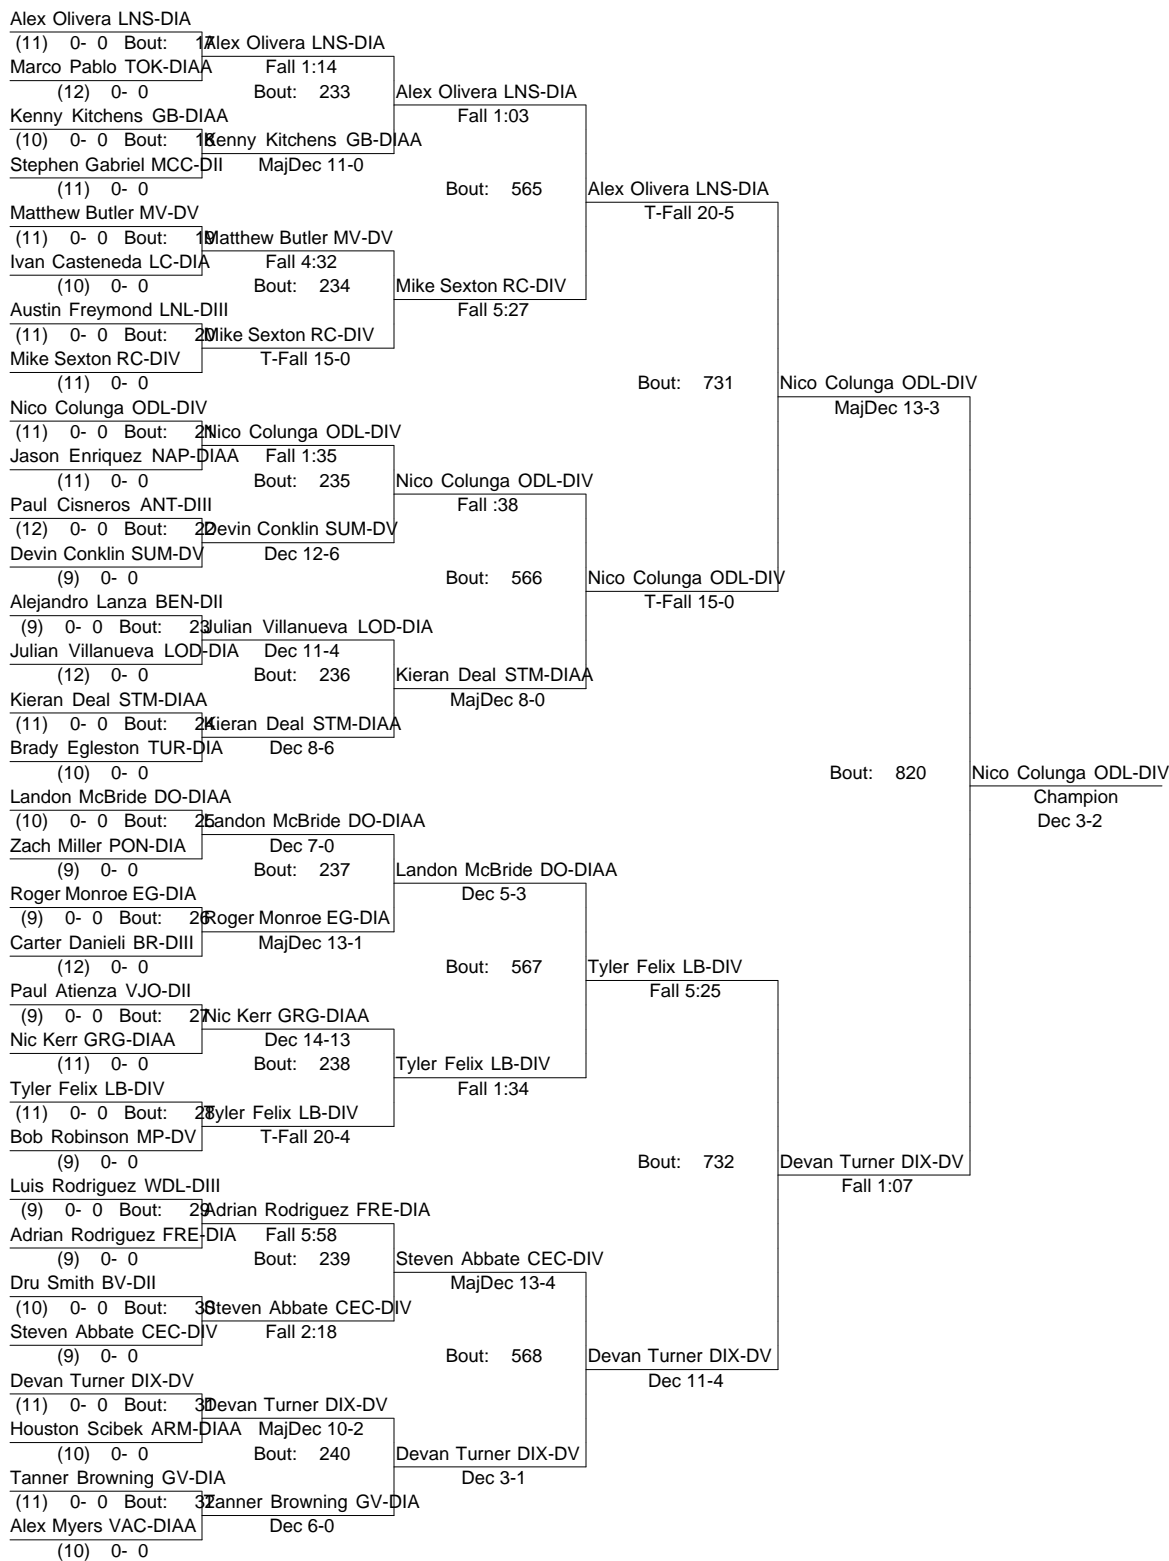 Alex Olivera LNS-DIA
(11) 0- 0 Bout: 17 Alex Olivera LNS-DIA
Marco Pablo TOK-DIAA Fall 1:14
(12) 0- 0 Bout: 233 Alex Olivera LNS-DIA
Kenny Kitchens GB-DIAA Fall 1:03
(10) 0- 0 Bout: 18 Kenny Kitchens GB-DIAA
Stephen Gabriel MCC-DII MajDec 11-0
(11) 0- 0 Bout: 565 Alex Olivera LNS-DIA
Matthew Butler MV-DV T-Fall 20-5
(11) 0- 0 Bout: 19 Matthew Butler MV-DV
Ivan Casteneda LC-DIA Fall 4:32
(10) 0- 0 Bout: 234 Mike Sexton RC-DIV
Austin Freymond LNL-DIII Fall 5:27
(11) 0- 0 Bout: 20 Mike Sexton RC-DIV
Mike Sexton RC-DIV T-Fall 15-0
(11) 0- 0 Bout: 731 Nico Colunga ODL-DIV
Nico Colunga ODL-DIV MajDec 13-3
(11) 0- 0 Bout: 21 Nico Colunga ODL-DIV
Jason Enriquez NAP-DIAA Fall 1:35
(11) 0- 0 Bout: 235 Nico Colunga ODL-DIV
Paul Cisneros ANT-DIII Fall :38
(12) 0- 0 Bout: 22 Devin Conklin SUM-DV
Devin Conklin SUM-DV Dec 12-6
(9) 0- 0 Bout: 566 Nico Colunga ODL-DIV
Alejandro Lanza BEN-DII T-Fall 15-0
(9) 0- 0 Bout: 23 Julian Villanueva LOD-DIA
Julian Villanueva LOD-DIA Dec 11-4
(12) 0- 0 Bout: 236 Kieran Deal STM-DIAA
Kieran Deal STM-DIAA MajDec 8-0
(11) 0- 0 Bout: 24 Kieran Deal STM-DIAA
Brady Egleston TUR-DIA Dec 8-6
(10) 0- 0 Bout: 820 Nico Colunga ODL-DIV
Landon McBride DO-DIAA Champion
(10) 0- 0 Bout: 25 Landon McBride DO-DIAA Dec 3-2
Zach Miller PON-DIA Dec 7-0
(9) 0- 0 Bout: 237 Landon McBride DO-DIAA
Roger Monroe EG-DIA Dec 5-3
(9) 0- 0 Bout: 26 Roger Monroe EG-DIA
Carter Danieli BR-DIII MajDec 13-1
(12) 0- 0 Bout: 567 Tyler Felix LB-DIV
Paul Atienza VJO-DII Fall 5:25
(9) 0- 0 Bout: 27 Nic Kerr GRG-DIAA
Nic Kerr GRG-DIAA Dec 14-13
(11) 0- 0 Bout: 238 Tyler Felix LB-DIV
Tyler Felix LB-DIV Fall 1:34
(11) 0- 0 Bout: 28 Tyler Felix LB-DIV
Bob Robinson MP-DV T-Fall 20-4
(9) 0- 0 Bout: 732 Devan Turner DIX-DV
Luis Rodriguez WDL-DIII Fall 1:07
(9) 0- 0 Bout: 29 Adrian Rodriguez FRE-DIA
Adrian Rodriguez FRE-DIA Fall 5:58
(9) 0- 0 Bout: 239 Steven Abbate CEC-DIV
Dru Smith BV-DII MajDec 13-4
(10) 0- 0 Bout: 30 Steven Abbate CEC-DIV
Steven Abbate CEC-DIV Fall 2:18
(9) 0- 0 Bout: 568 Devan Turner DIX-DV
Devan Turner DIX-DV Dec 11-4
(11) 0- 0 Bout: 31 Devan Turner DIX-DV
Houston Scibek ARM-DIAA MajDec 10-2
(10) 0- 0 Bout: 240 Devan Turner DIX-DV
Tanner Browning GV-DIA Dec 3-1
(11) 0- 0 Bout: 32 Tanner Browning GV-DIA
Alex Myers VAC-DIAA Dec 6-0
(10) 0- 0